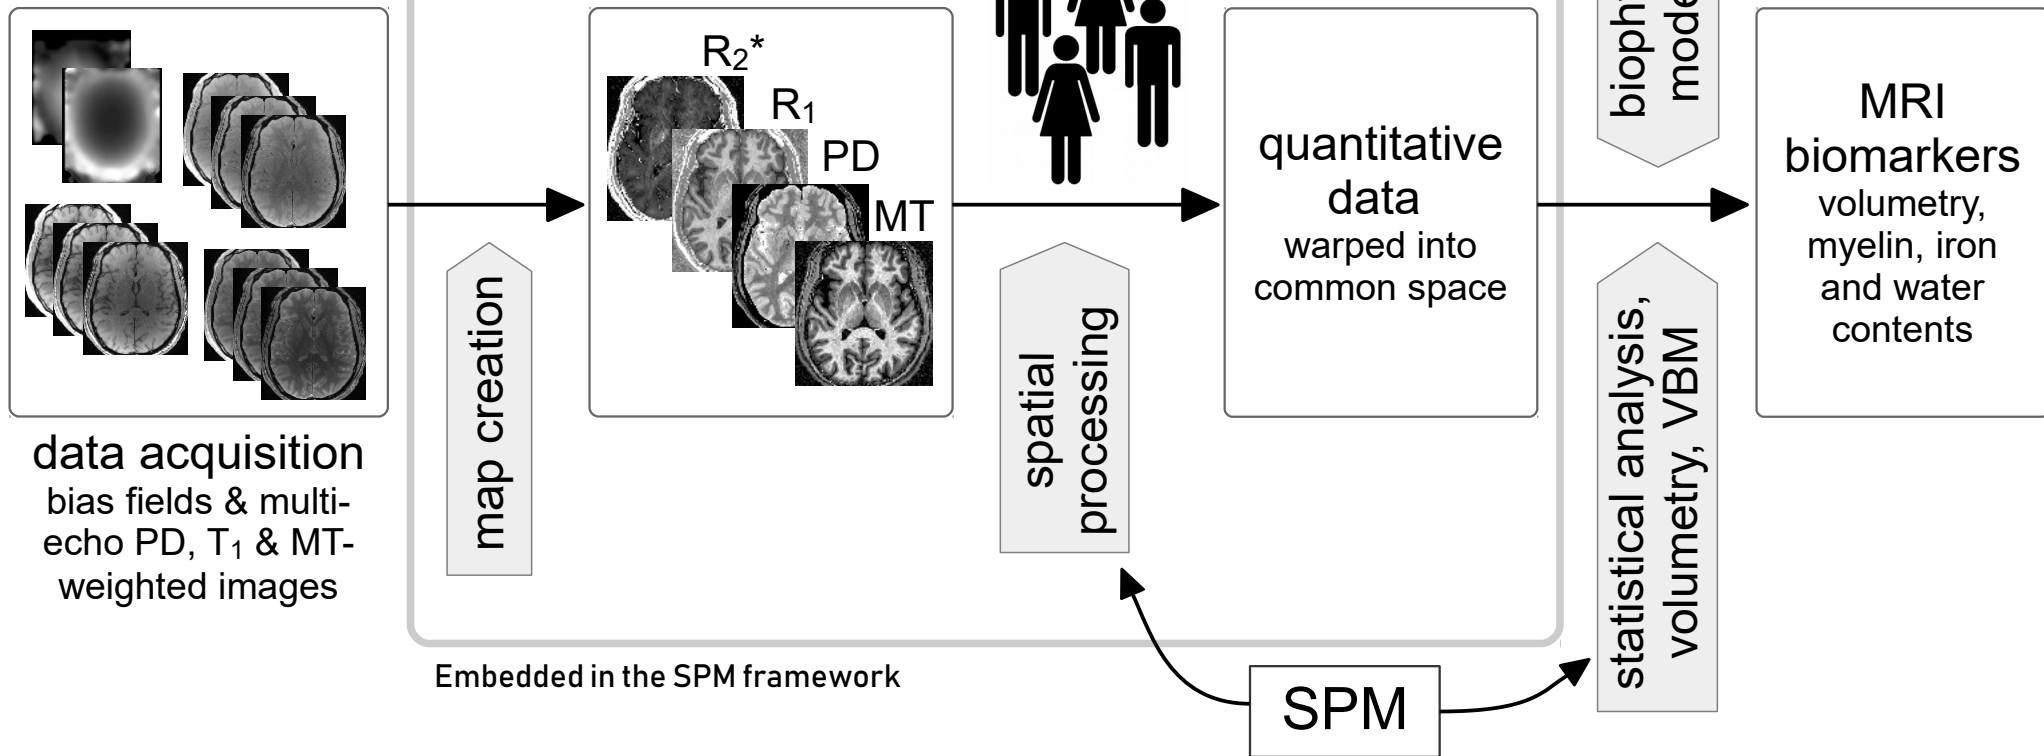 data acquisition
bias fields & multi-
echo PD, T₁ & MT-
weighted images
map creation
R₂*
R₁
PD
MT
spatial
processing
quantitative
data
warped into
common space
statistical analysis,
volumetry, VBM
MRI
biomarkers
volumetry,
myelin, iron
and water
contents
Embedded in the SPM framework
SPM